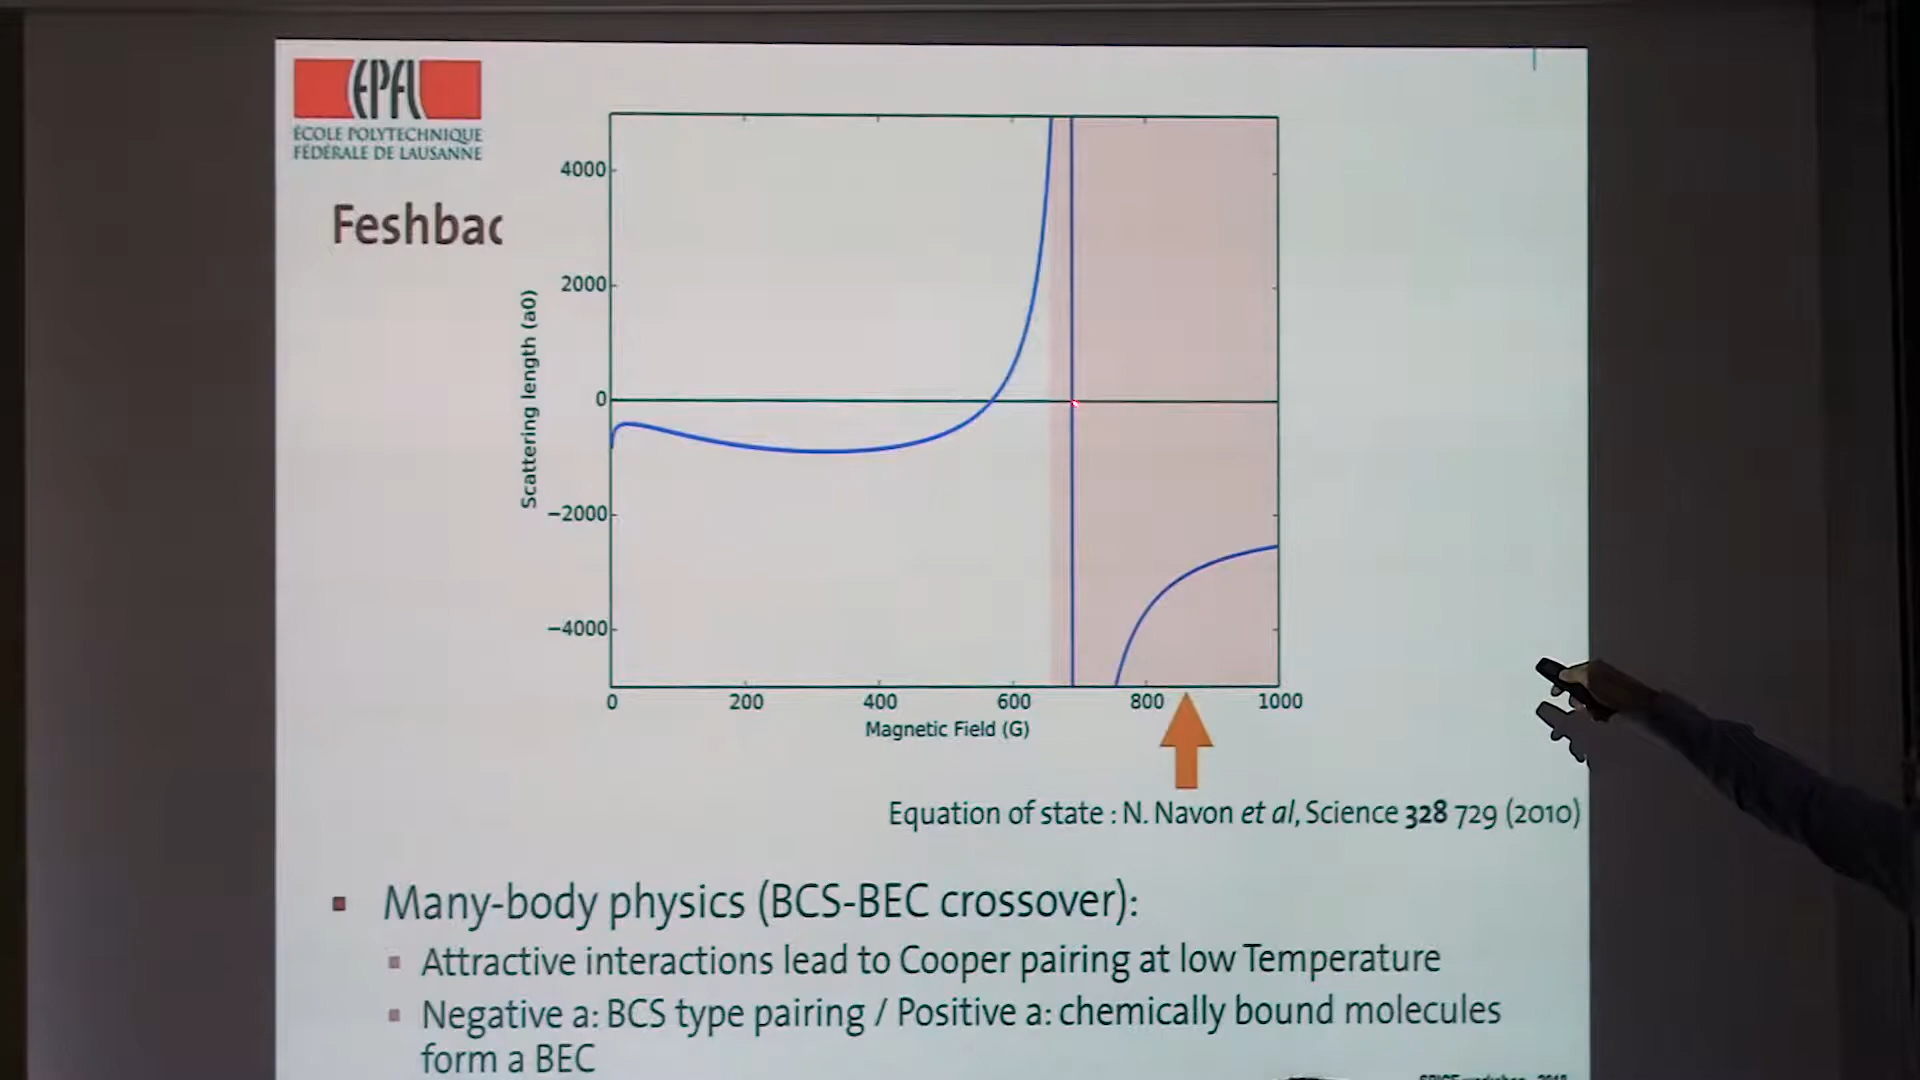 EPFL
ÉCOLE POLYTECHNIQUE
FÉDÉRALE DE LAUSANNE
Feshbac
4000
2000
0
−2000
−4000
Scattering length (a0)
0 200 400 600 800 1000
Magnetic Field (G)
Equation of state : N. Navon et al, Science 328 729 (2010)
Many-body physics (BCS-BEC crossover):
Attractive interactions lead to Cooper pairing at low Temperature
Negative a: BCS type pairing / Positive a: chemically bound molecules
form a BEC